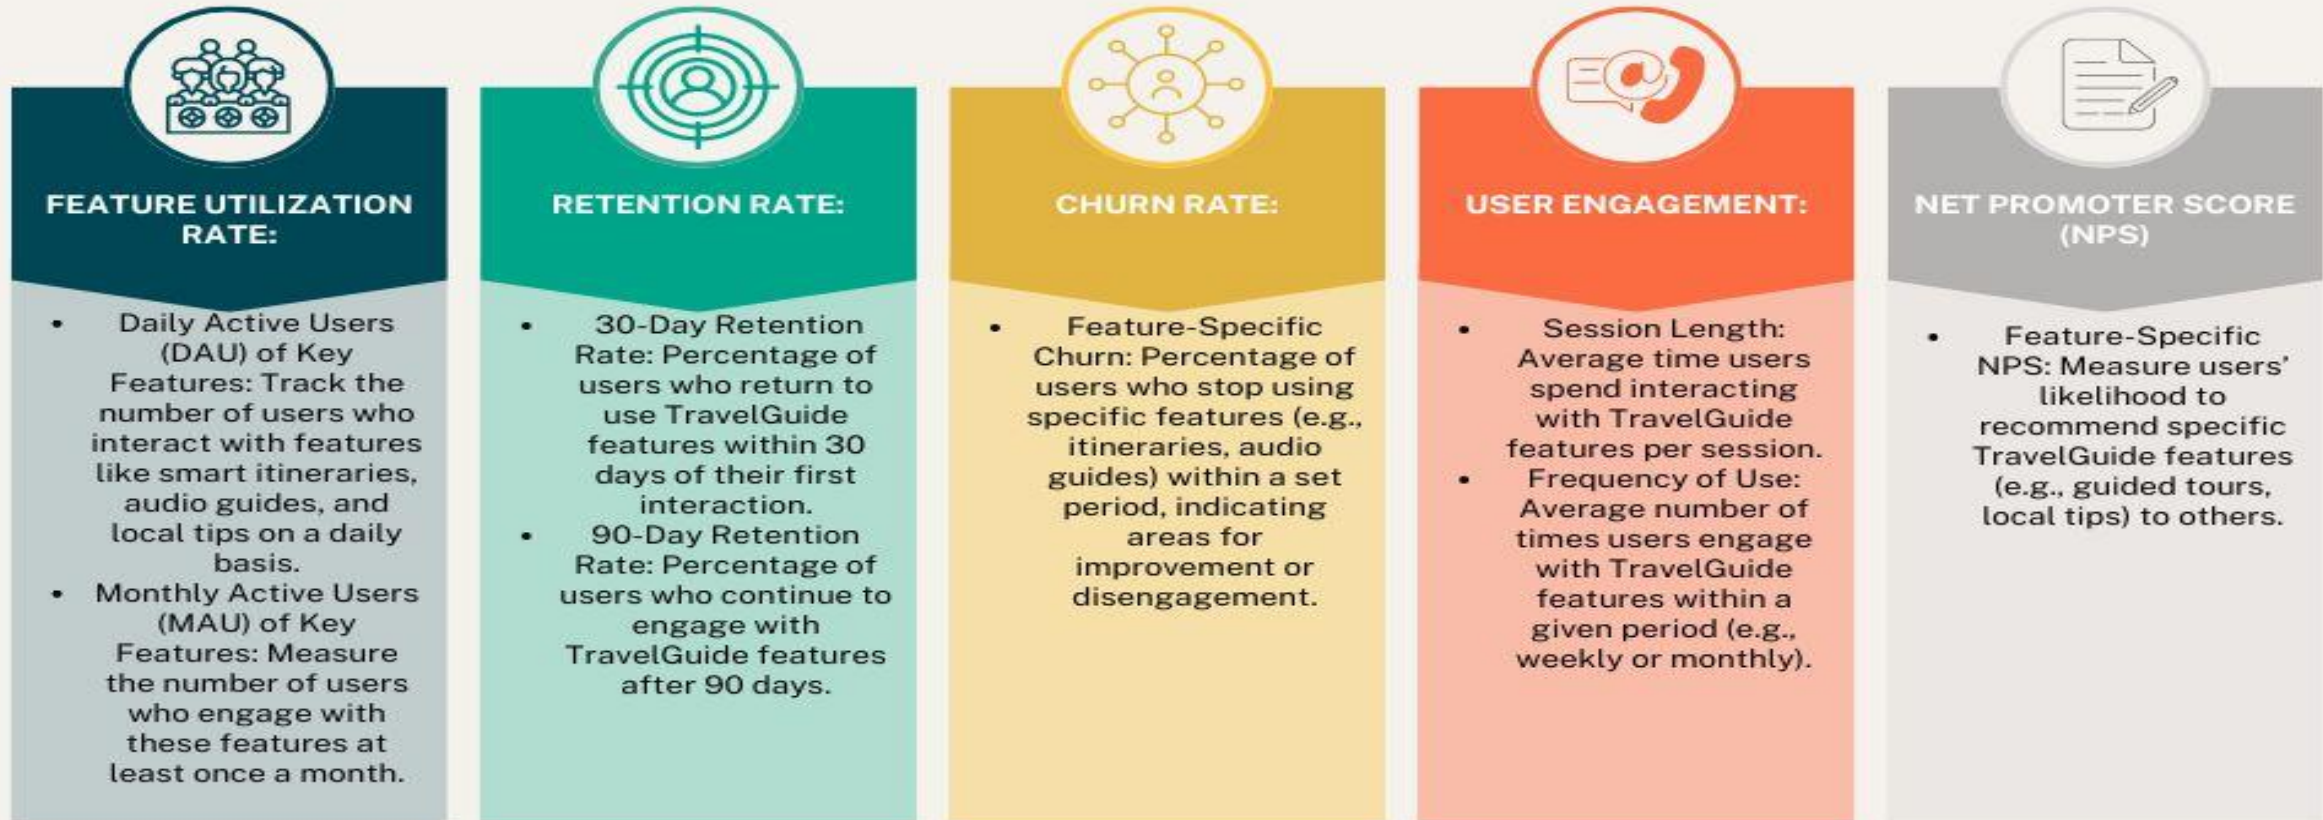 FEATURE UTILIZATION
RATE:
• Daily Active Users
(DAU) of Key
Features: Track the
number of users who
interact with features
like smart itineraries,
audio guides, and
local tips on a daily
basis.
• Monthly Active Users
(MAU) of Key
Features: Measure
the number of users
who engage with
these features at
least once a month.
RETENTION RATE:
• 30-Day Retention
Rate: Percentage of
users who return to
use TravelGuide
features within 30
days of their first
interaction.
• 90-Day Retention
Rate: Percentage of
users who continue to
engage with
TravelGuide features
after 90 days.
CHURN RATE:
• Feature-Specific
Churn: Percentage of
users who stop using
specific features (e.g.,
itineraries, audio
guides) within a set
period, indicating
areas for
improvement or
disengagement.
USER ENGAGEMENT:
• Session Length:
Average time users
spend interacting
with TravelGuide
features per session.
• Frequency of Use:
Average number of
times users engage
with TravelGuide
features within a
given period (e.g.,
weekly or monthly).
NET PROMOTER SCORE
(NPS)
• Feature-Specific
NPS: Measure users’
likelihood to
recommend specific
TravelGuide features
(e.g., guided tours,
local tips) to others.